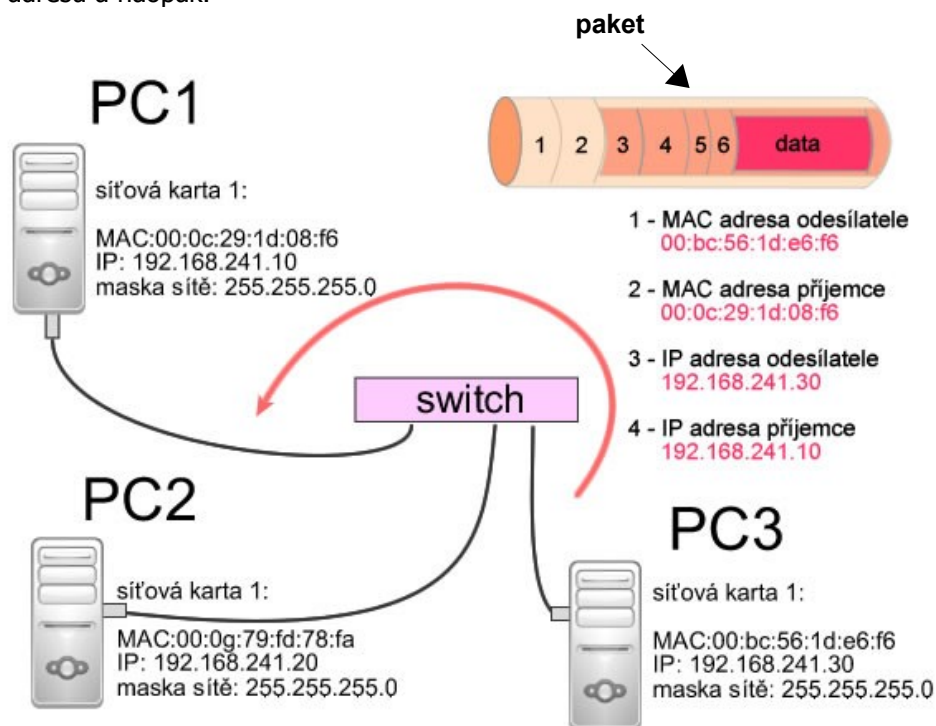 adresu a naopak.
paket
1 2 3 4 5 6 data
PC1
síťová karta 1:
MAC:00:0c:29:1d:08:f6
IP: 192.168.241.10
maska sítě: 255.255.255.0
1 - MAC adresa odesílatele
00:bc:56:1d:e6:f6
2 - MAC adresa příjemce
00:0c:29:1d:08:f6
3 - IP adresa odesílatele
192.168.241.30
4 - IP adresa příjemce
192.168.241.10
switch
PC2
síťová karta 1:
MAC:00:0g:79:fd:78:fa
IP: 192.168.241.20
maska sítě: 255.255.255.0
PC3
síťová karta 1:
MAC:00:bc:56:1d:e6:f6
IP: 192.168.241.30
maska sítě: 255.255.255.0